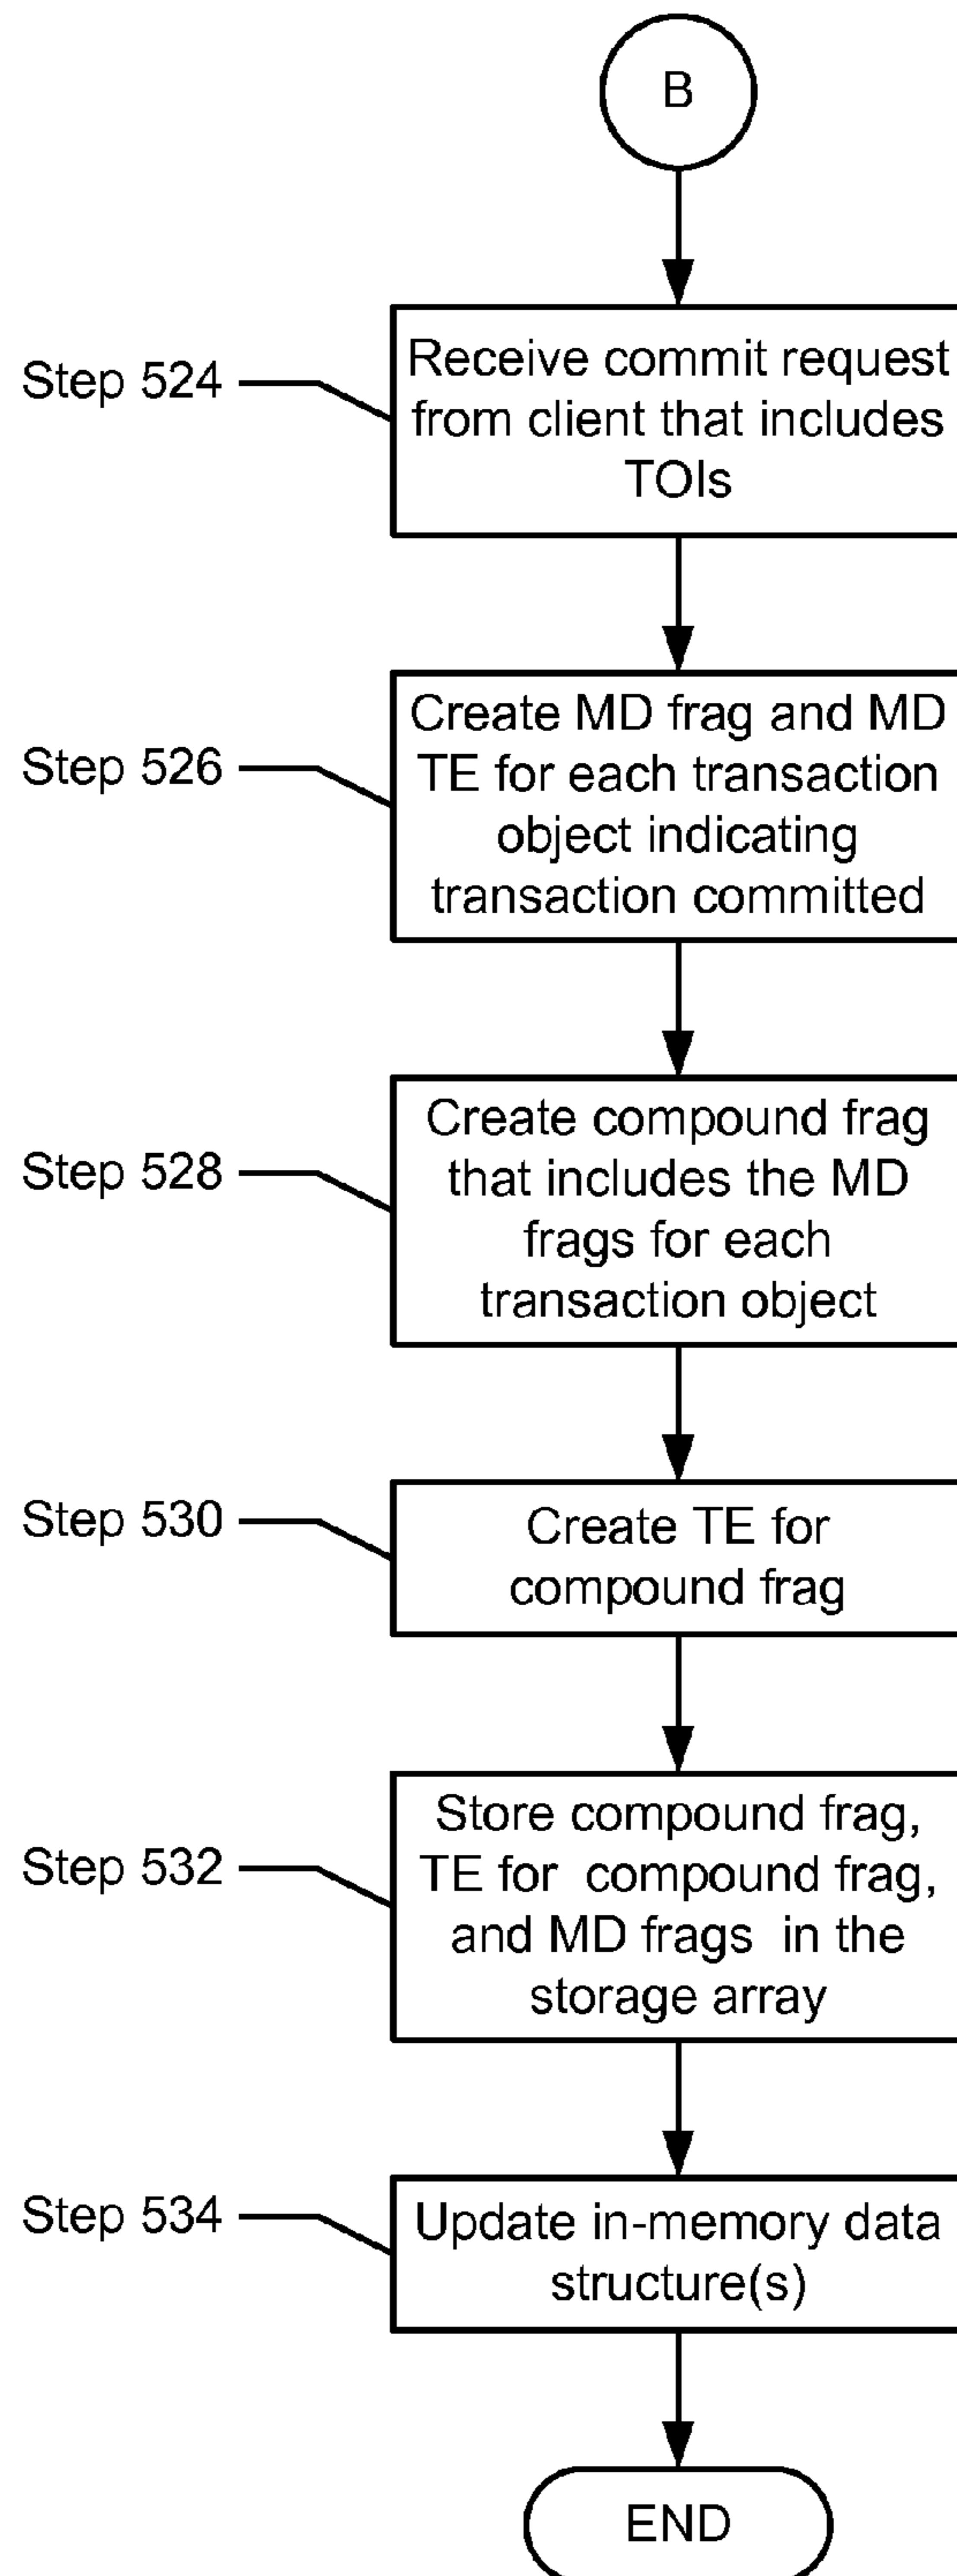 B
Step 524
Receive commit request
from client that includes
TOIs
Step 526
Create MD frag and MD
TE for each transaction
object indicating
transaction committed
Step 528
Create compound frag
that includes the MD
frags for each
transaction object
Step 530
Create TE for
compound frag
Step 532
Store compound frag,
TE for compound frag,
and MD frags in the
storage array
Step 534
Update in-memory data
structure(s)
END